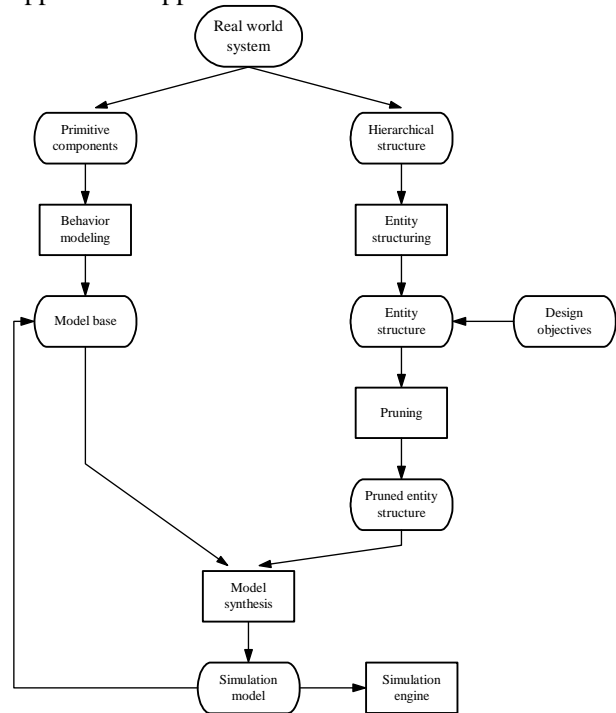 Real world
system
Primitive
components
Hierarchical
structure
Behavior
modeling
Entity
structuring
Model base
Entity
structure
Design
objectives
Pruning
Pruned entity
structure
Model
synthesis
Simulation
model
Simulation
engine